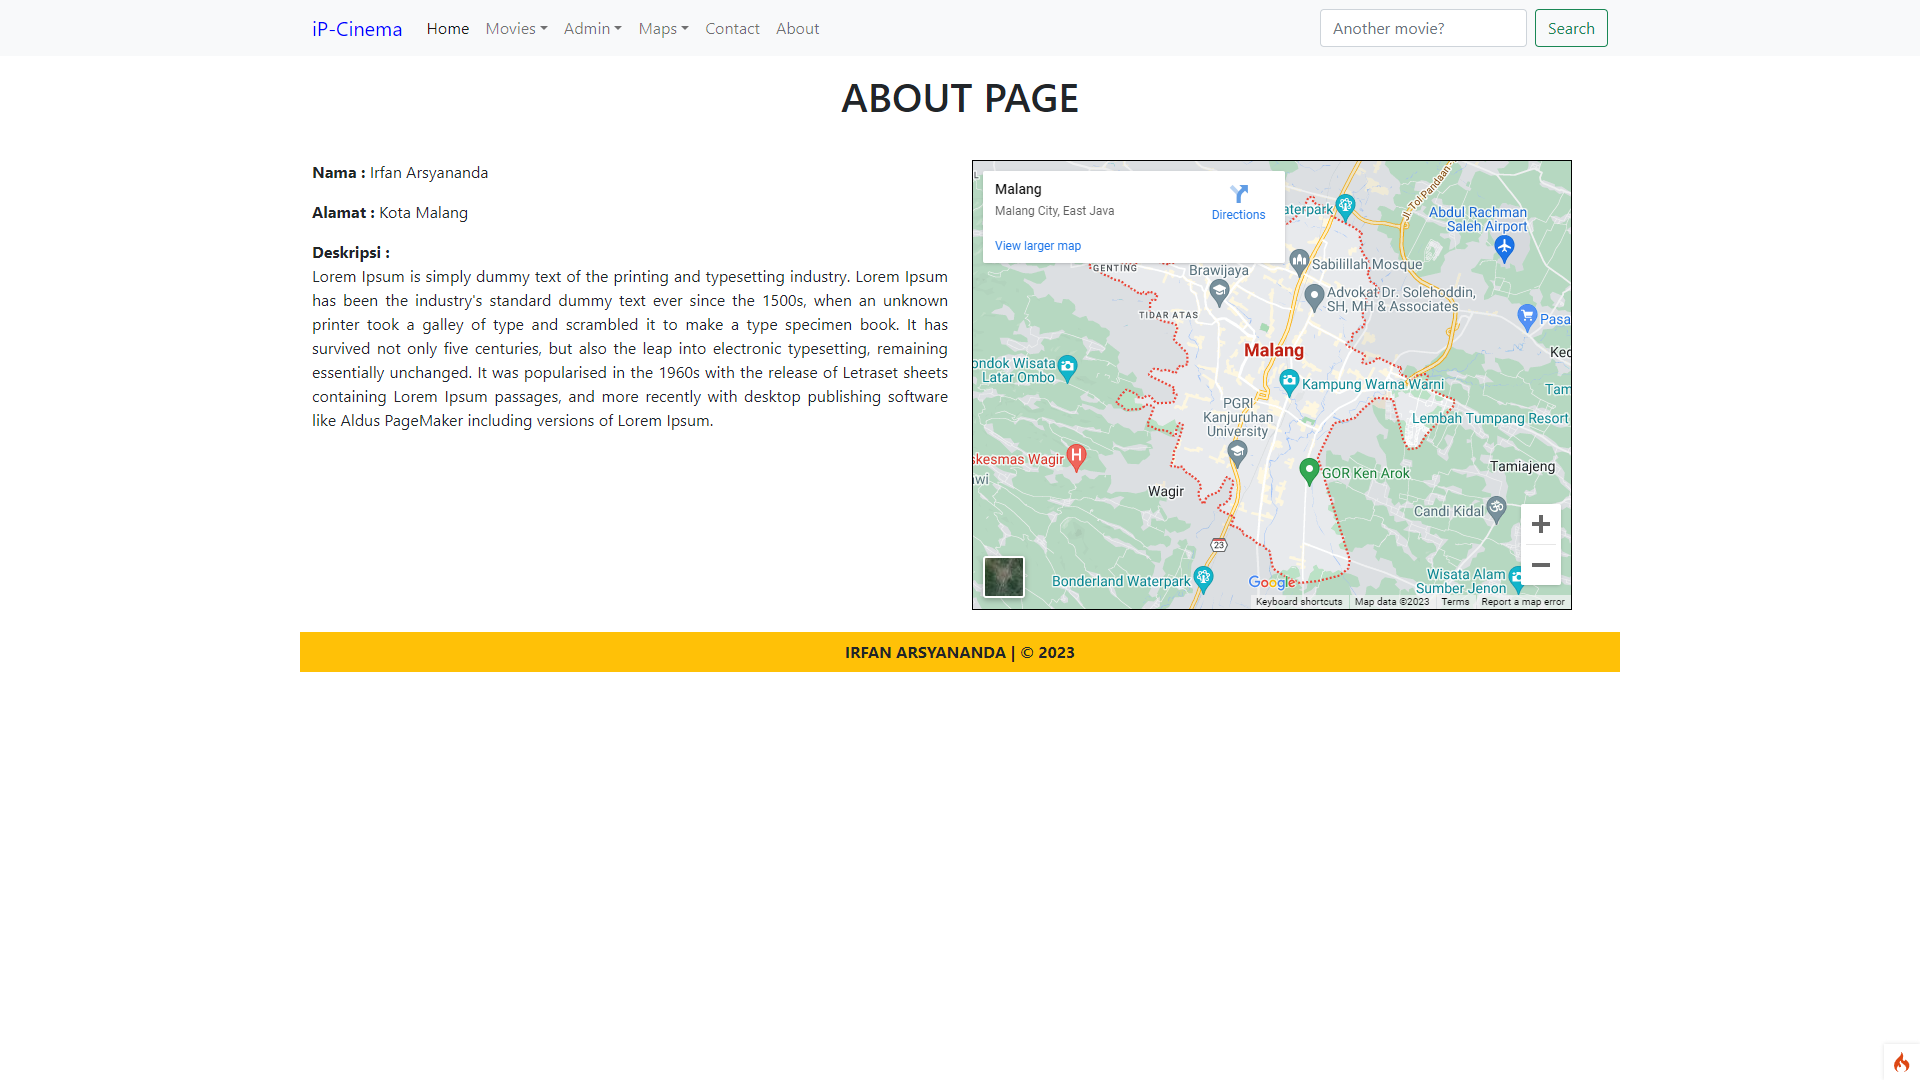 iP-Cinema Home Movies Admin Maps Contact About Another movie? Search
ABOUT PAGE
Nama : Irfan Arsyananda
Alamat : Kota Malang
Deskripsi :
Lorem Ipsum is simply dummy text of the printing and typesetting industry. Lorem Ipsum
has been the industry's standard dummy text ever since the 1500s, when an unknown
printer took a galley of type and scrambled it to make a type specimen book. It has
survived not only five centuries, but also the leap into electronic typesetting, remaining
essentially unchanged. It was popularised in the 1960s with the release of Letraset sheets
containing Lorem Ipsum passages, and more recently with desktop publishing software
like Aldus PageMaker including versions of Lorem Ipsum.
Malang
Malang City, East Java
Directions
View larger map
aterpark
Jl. Tol Pandaan
Abdul Rachman
Saleh Airport
GENTING
Brawijaya
Sabilillah Mosque
Advokat Dr. Solehoddin,
SH, MH & Associates
TIDAR ATAS
Pasa
Malang
Kec
ondok Wisata
Latar Ombo
Kampung Warna Warni
Tam
PGRI
Kanjuruhan
University
Lembah Tumpang Resort
skesmas Wagir
GOR Ken Arok
Tamiajeng
wi
Wagir
Candi Kidal
23
Bonderland Waterpark
Google
Wisata Alam
Sumber Jenon
Keyboard shortcuts Map data ©2023 Terms Report a map error
IRFAN ARSYANANDA | © 2023